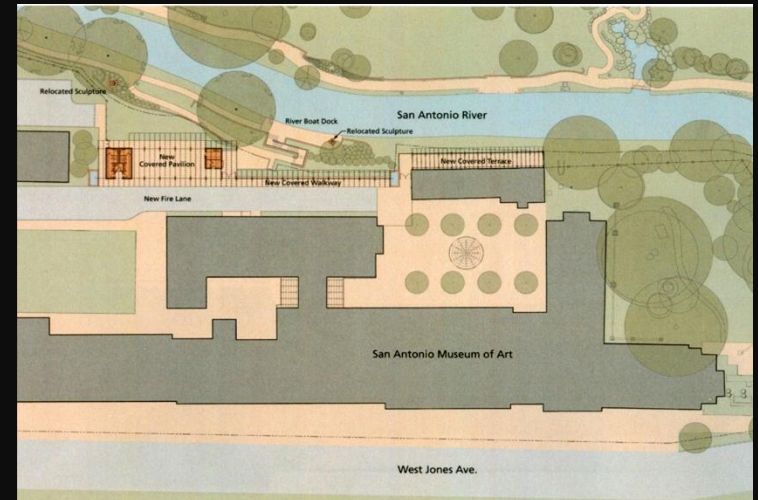 Relocated Sculpture
San Antonio River
River Boat Dock
Relocated Sculpture
New
Covered Pavilion
New Covered Terrace
New Covered Walkway
New Fire Lane
San Antonio Museum of Art
West Jones Ave.